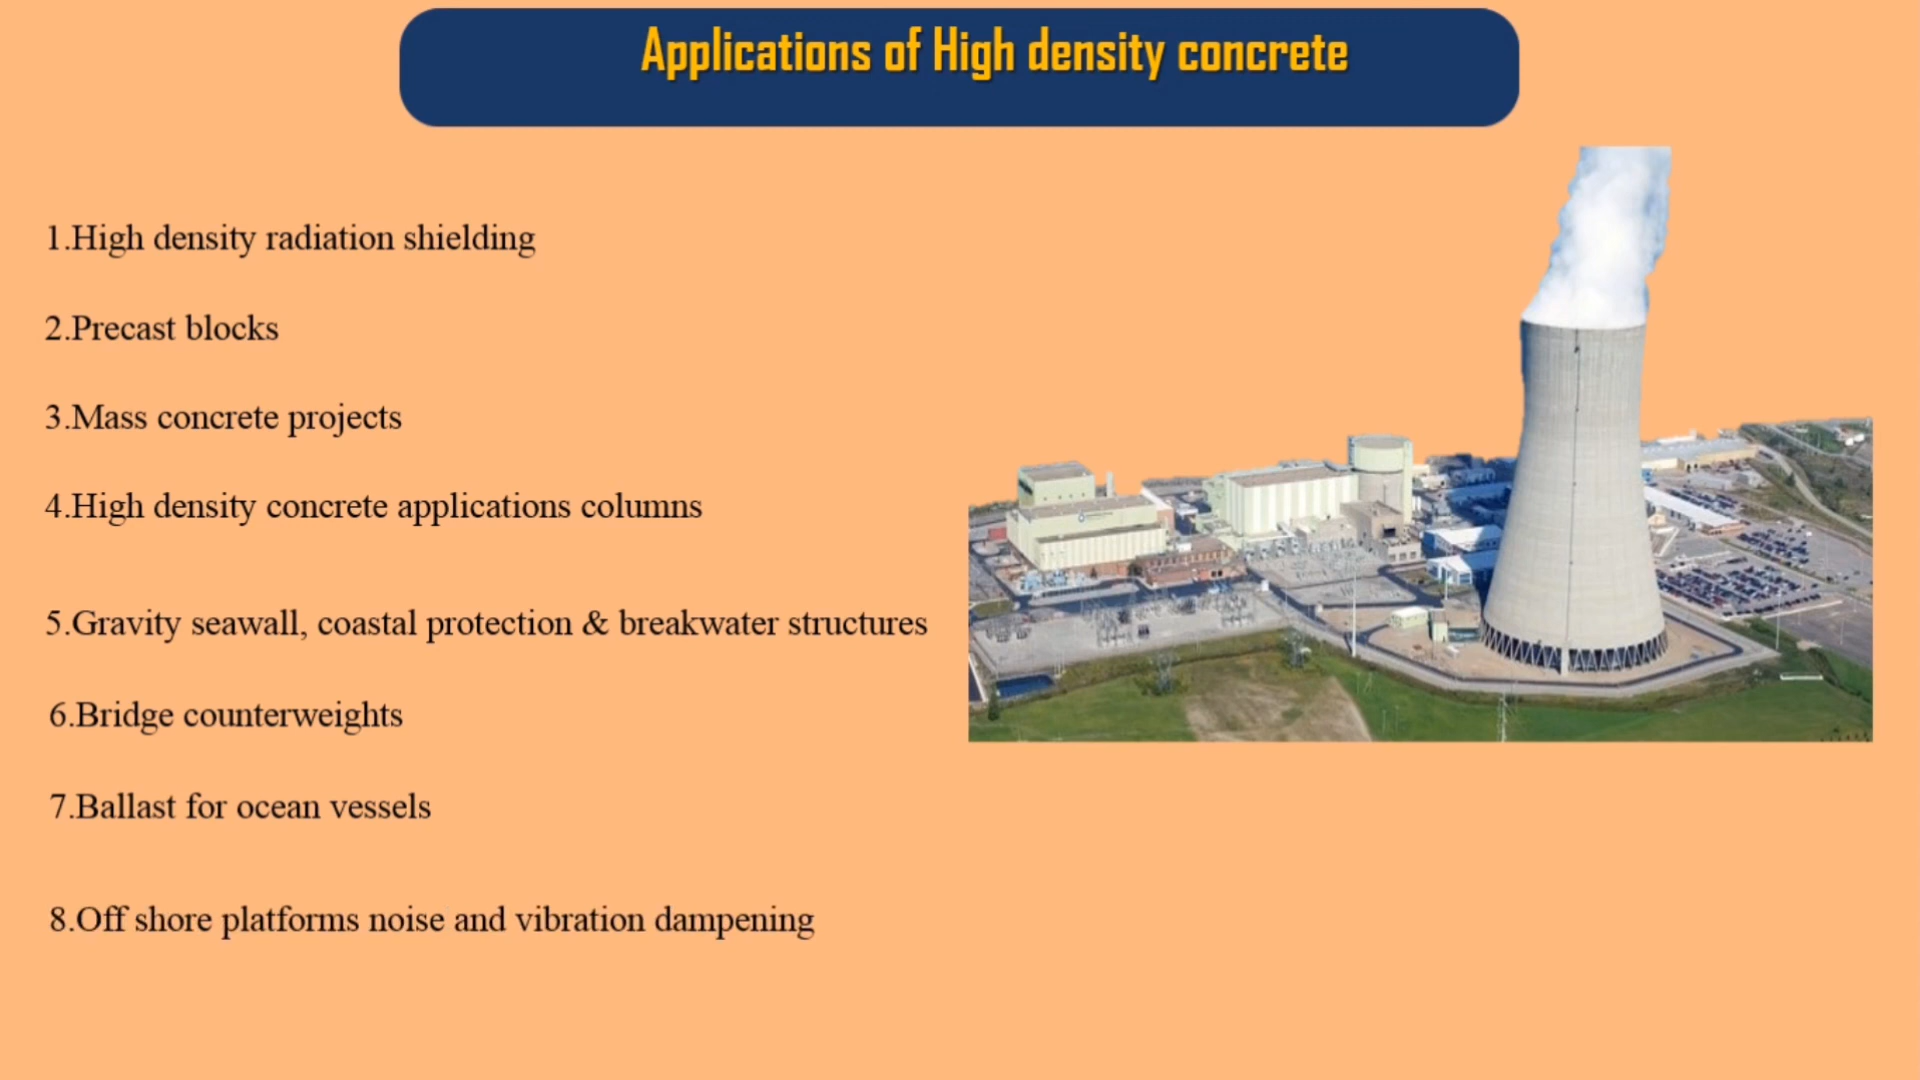 Applications of High density concrete
1.High density radiation shielding
2.Precast blocks
3.Mass concrete projects
4.High density concrete applications columns
5.Gravity seawall, coastal protection & breakwater structures
6.Bridge counterweights
7.Ballast for ocean vessels
8.Off shore platforms noise and vibration dampening